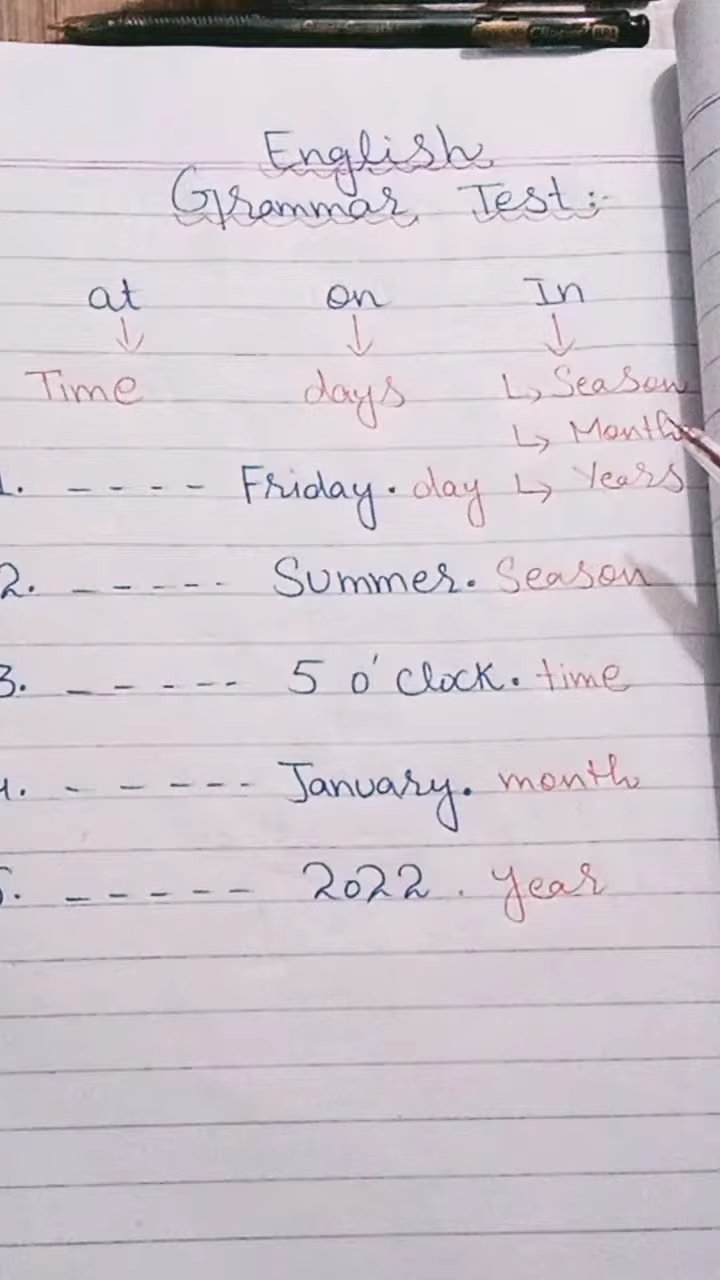 English
Grammar Test:-
at on In
↓ ↓ ↓
Time days ↳ Season
↳ Month
1. ---- Friday. day ↳ Years
2. ----- Summer. Season
3. ----- 5 o'clock. time
4. ----- January. month
5. ----- 2022. year